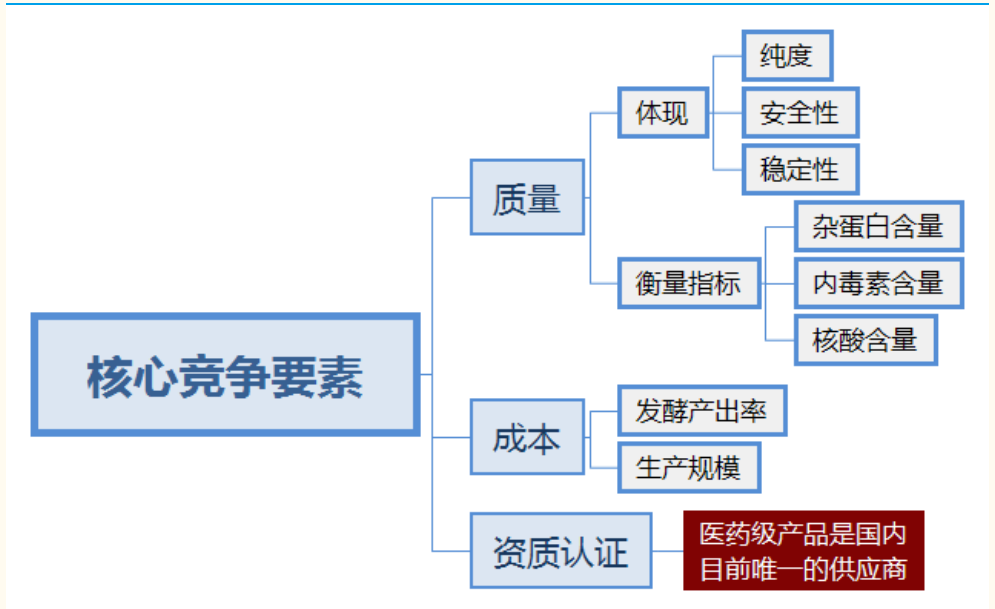 核心竞争要素
质量
体现
纯度
安全性
稳定性
衡量指标
杂蛋白含量
内毒素含量
核酸含量
成本
发酵产出率
生产规模
资质认证
医药级产品是国内
目前唯一的供应商